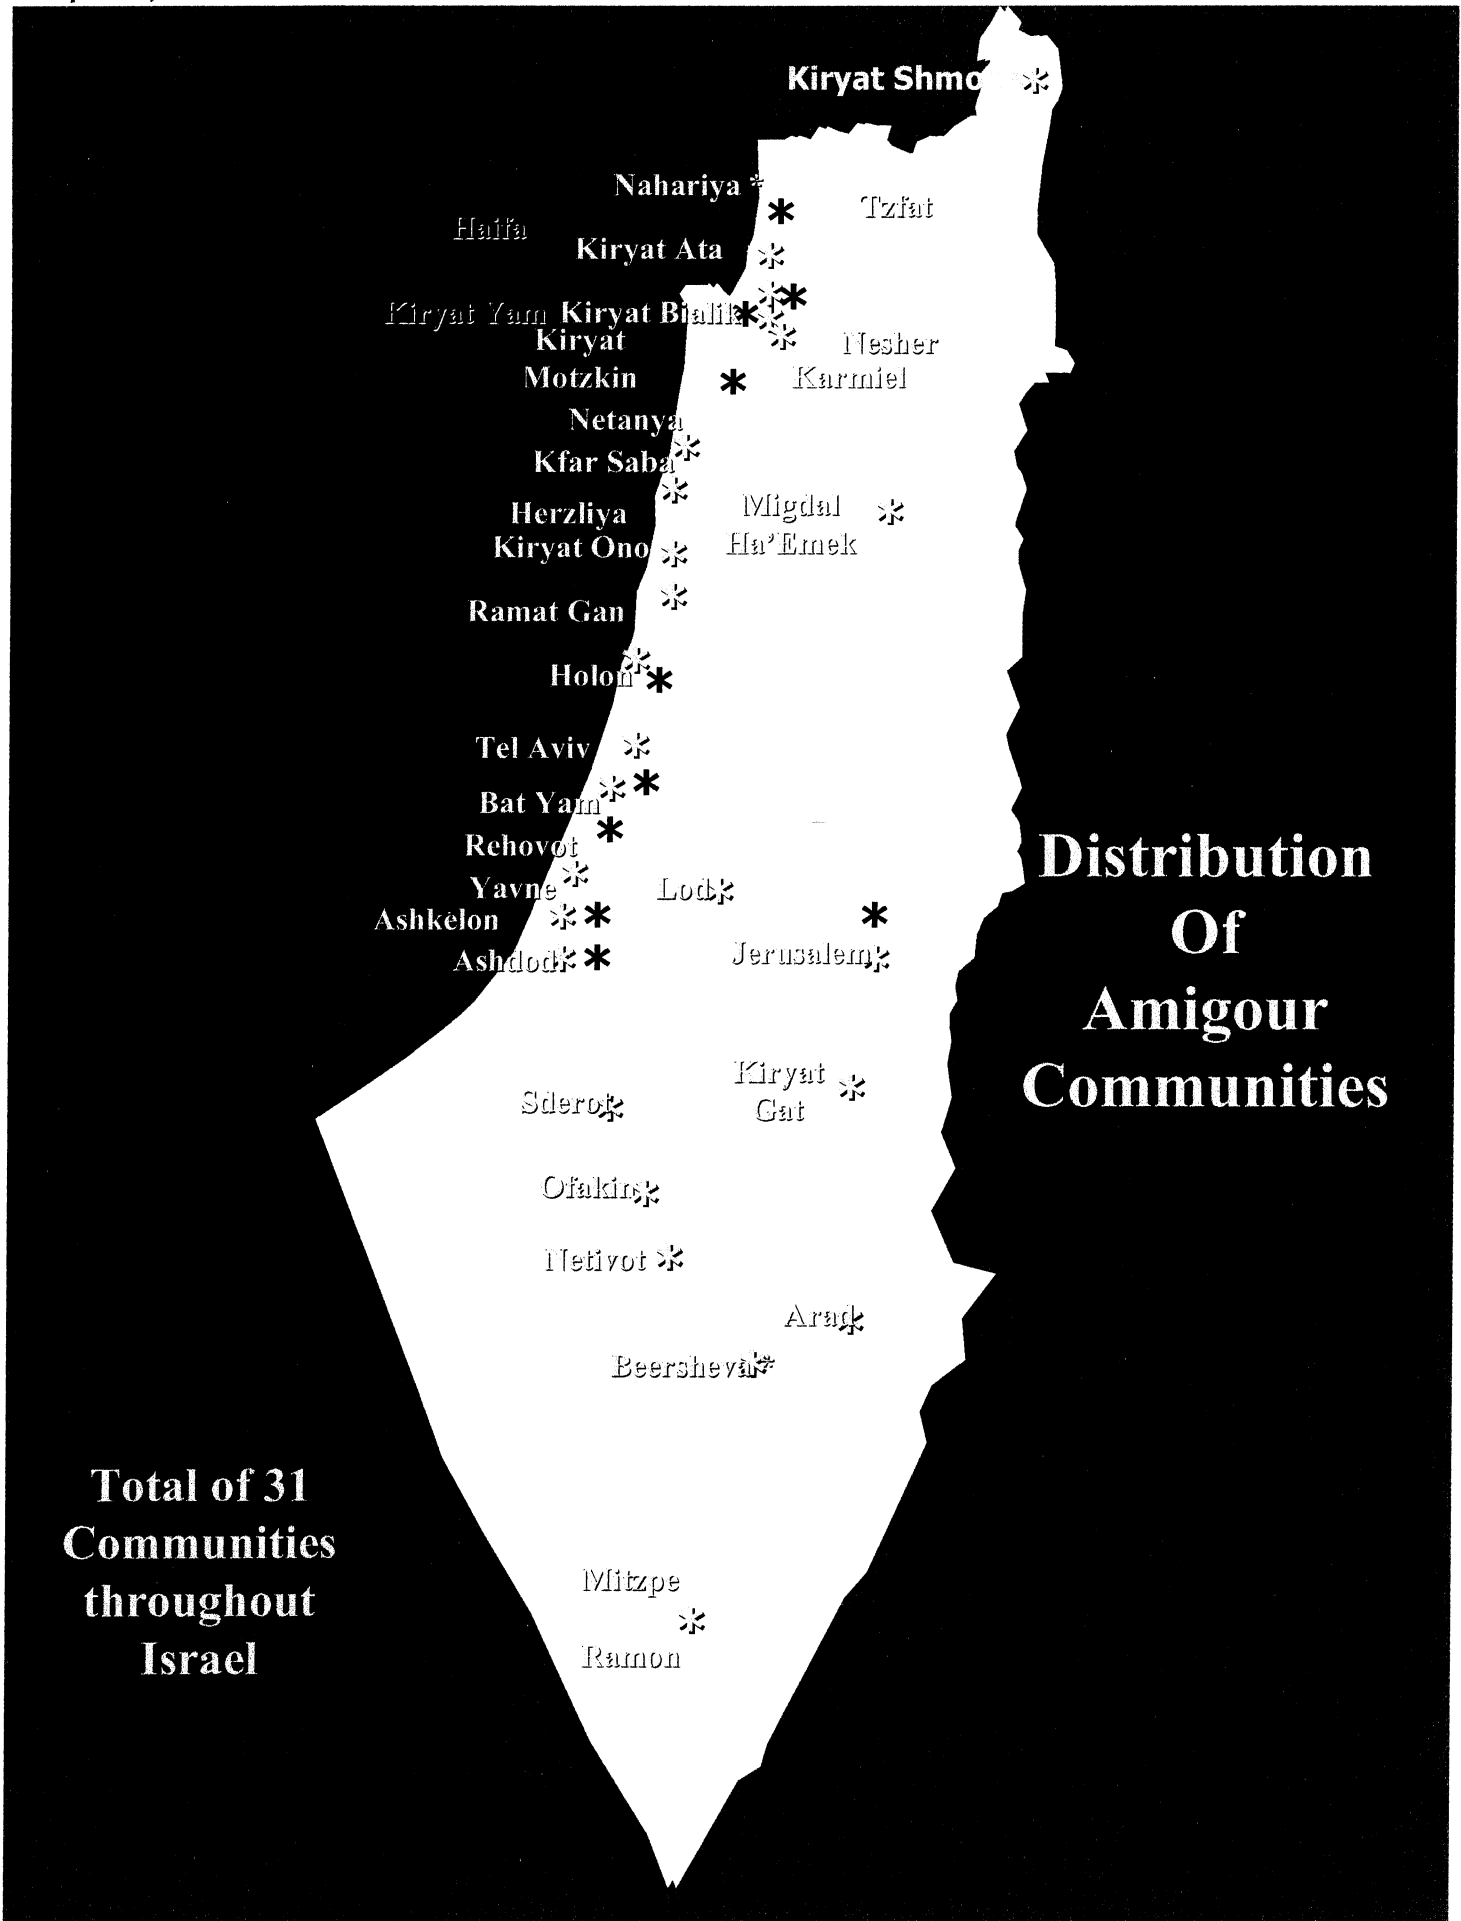 Kiryat Shmo
Nahariya *
Tzfat
Haifa
Kiryat Ata
Kiryat Yam Kiryat Bialik
Kiryat
Motzkin
Nesher
Karmiel
Netanya
Kfar Saba
Herzliya
Kiryat Ono
Migdal
Ha'Emek
Ramat Gan
Holon
Tel Aviv
Bat Yam
Rehovot
Yavne
Lod
Ashkelon
Ashdod
Jerusalem
Distribution
Of
Amigour
Communities
Kiryat
Gat
Sderot
Ofakin
Netivot
Arad
Beersheva*
Total of 31
Communities
throughout
Israel
Mitzpe
Ramon